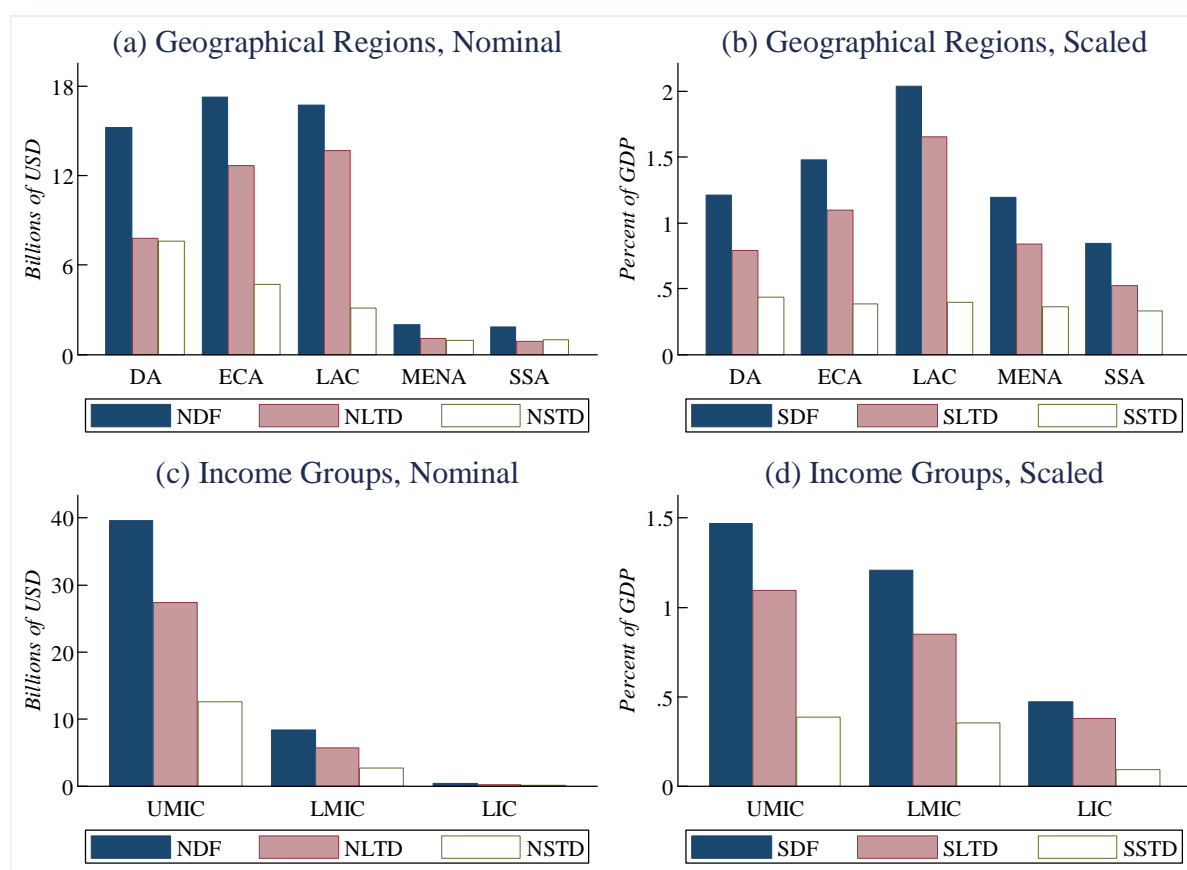 (a) Geographical Regions, Nominal
Billions of USD
18
12
6
0
DA ECA LAC MENA SSA
NDF NLTD NSTD
(b) Geographical Regions, Scaled
Percent of GDP
2
1.5
1
.5
0
DA ECA LAC MENA SSA
SDF SLTD SSTD
(c) Income Groups, Nominal
Billions of USD
40
30
20
10
0
UMIC LMIC LIC
NDF NLTD NSTD
(d) Income Groups, Scaled
Percent of GDP
1.5
1
.5
0
UMIC LMIC LIC
SDF SLTD SSTD